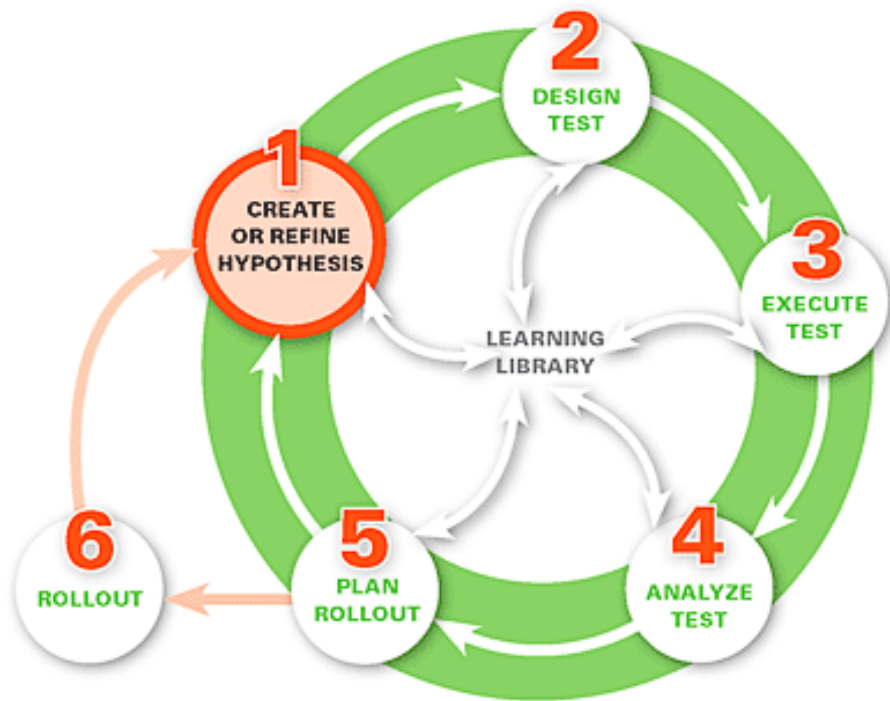 1
CREATE
OR REFINE
HYPOTHESIS
2
DESIGN
TEST
3
EXECUTE
TEST
4
ANALYZE
TEST
5
PLAN
ROLLOUT
6
ROLLOUT
LEARNING
LIBRARY